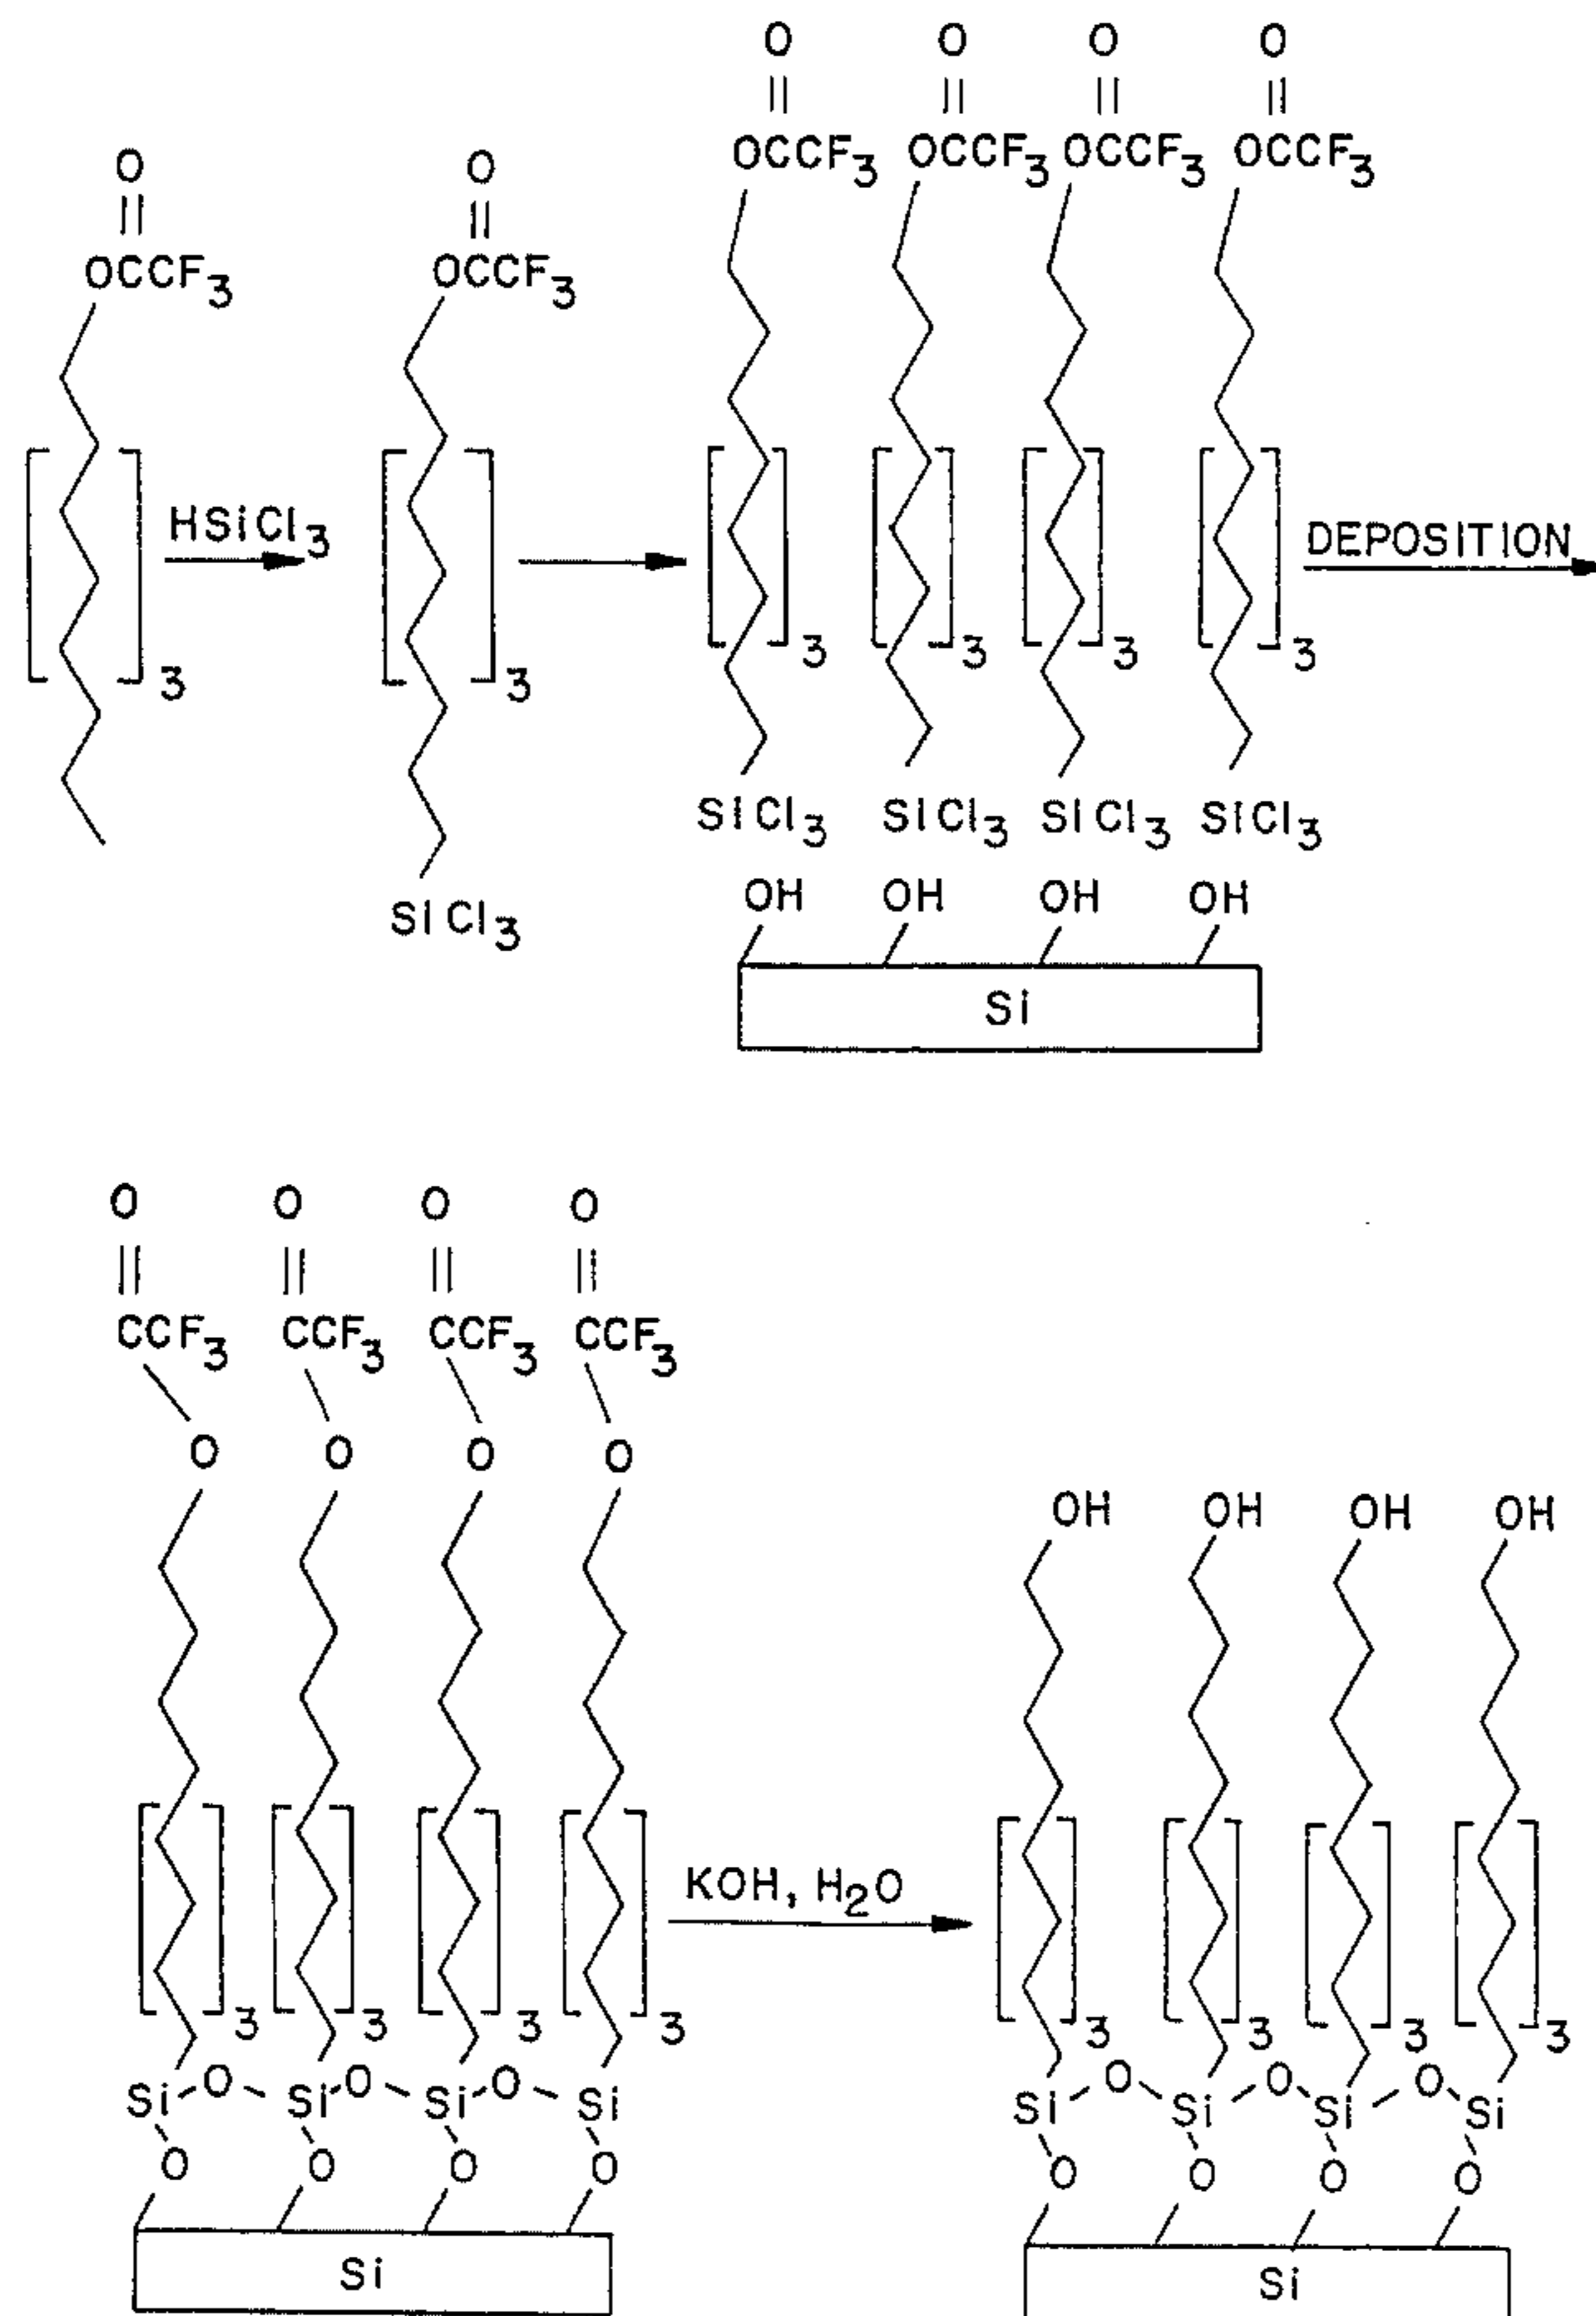 O O O O
|| || || ||
OCCF3 OCCF3 OCCF3 OCCF3
O O
|| ||
OCCF3 OCCF3
HSiCl3
DEPOSITION
3 3 3 3 3 3
SiCl3 SiCl3 SiCl3 SiCl3
OH OH OH OH
SiCl3
Si
O O O O
|| || || ||
CCF3 CCF3 CCF3 CCF3
O O O O
OH OH OH OH
KOH, H2O
3 3 3 3 3 3 3 3
Si O Si O Si O Si Si O Si O Si O Si
O O O O O O O O
Si Si